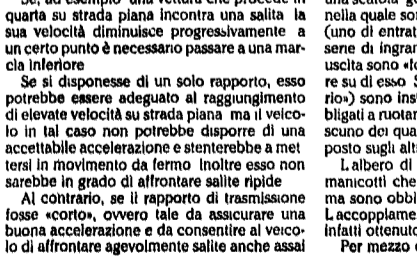 quarta su strada piana incontra una salita la
sua velocità diminuisce progressivamente a
un certo punto è necessario passare a una mar-
cia inferiore
Se si disponesse di un solo rapporto, esso
potrebbe essere adeguato al raggiungimento
di elevate velocità su strada piana ma il veico-
lo in tal caso non potrebbe disporre di una
accettabile accelerazione e stenterebbe a met
tersi in movimento da fermo Inoltre esso non
sarebbe in grado di affrontare salite ripide
Al contrario, se il rapporto di trasmissione
fosse «corto», ovvero tale da assicurare una
buona accelerazione e da consentire al veico-
lo di affrontare agevolmente salite anche assai
nella quale so
(uno di entrat
serie di ingrar
uscita sono «fo
re su di esso S
rio») sono ins
bligati a ruotar
scuno dei qua
posto sugli alt
L albero di
manicotti che
ma sono obbl
L accoppiame
infatti ottenuto
Per mezzo